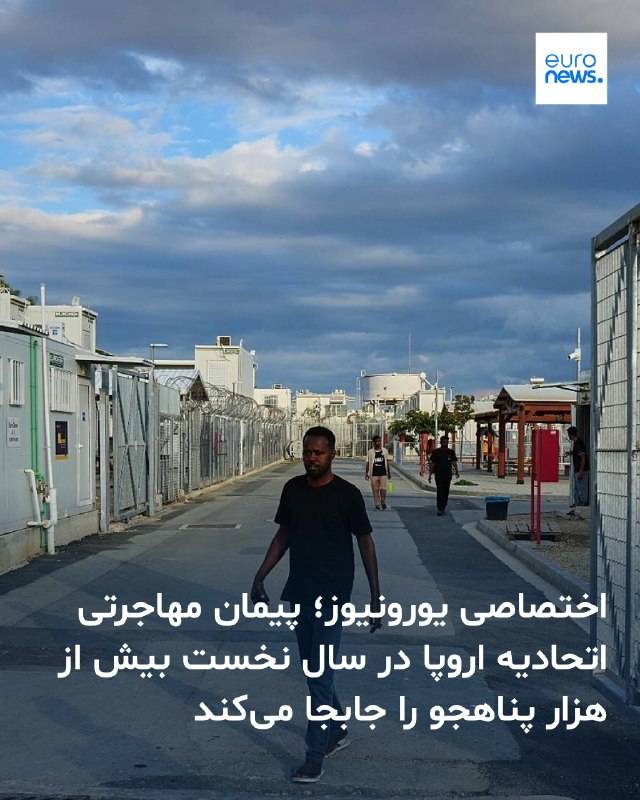 euro
news.
اختصاصی یورونیوز؛ پیمان مهاجرتی
اتحادیه اروپا در سال نخست بیش از
هزار پناهجو را جابجا می‌کند